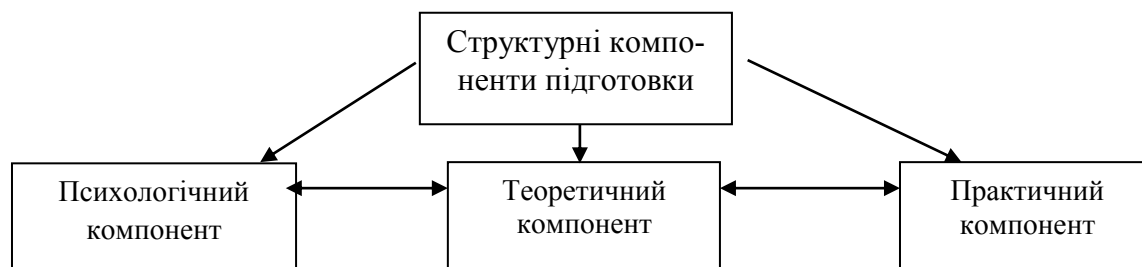 Структурні компо-
ненти підготовки
Психологічний
компонент
Теоретичний
компонент
Практичний
компонент